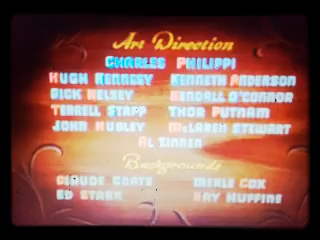 Art Direction
CHARLES PHILIPPI
HUGH HENNESY KENNETH ANDERSON
DICK KELSEY KENDALL O'CONNOR
TERRELL STAPP THOR PUTNAM
JOHN HUBLEY McLAREN STEWART
AL ZINNEN
Backgrounds
CLAUDE COATS MERLE COX
ED STARR RAY HUFFINE